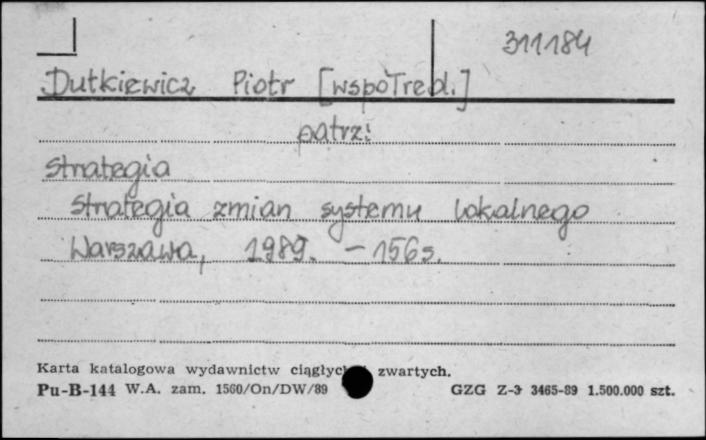 311184
Dutkiewicz Piotr [współredl.]
patrz:
Strategia
Strategia zmian systemu lokalnego
Warszawa, 1989. – 156 s.
Karta katalogowa wydawnictw ciągłych zwartych.
Pu-B-144 W.A. zam. 1560/On/DW/89 GZG Z-3 3465-89 1.500.000 szt.